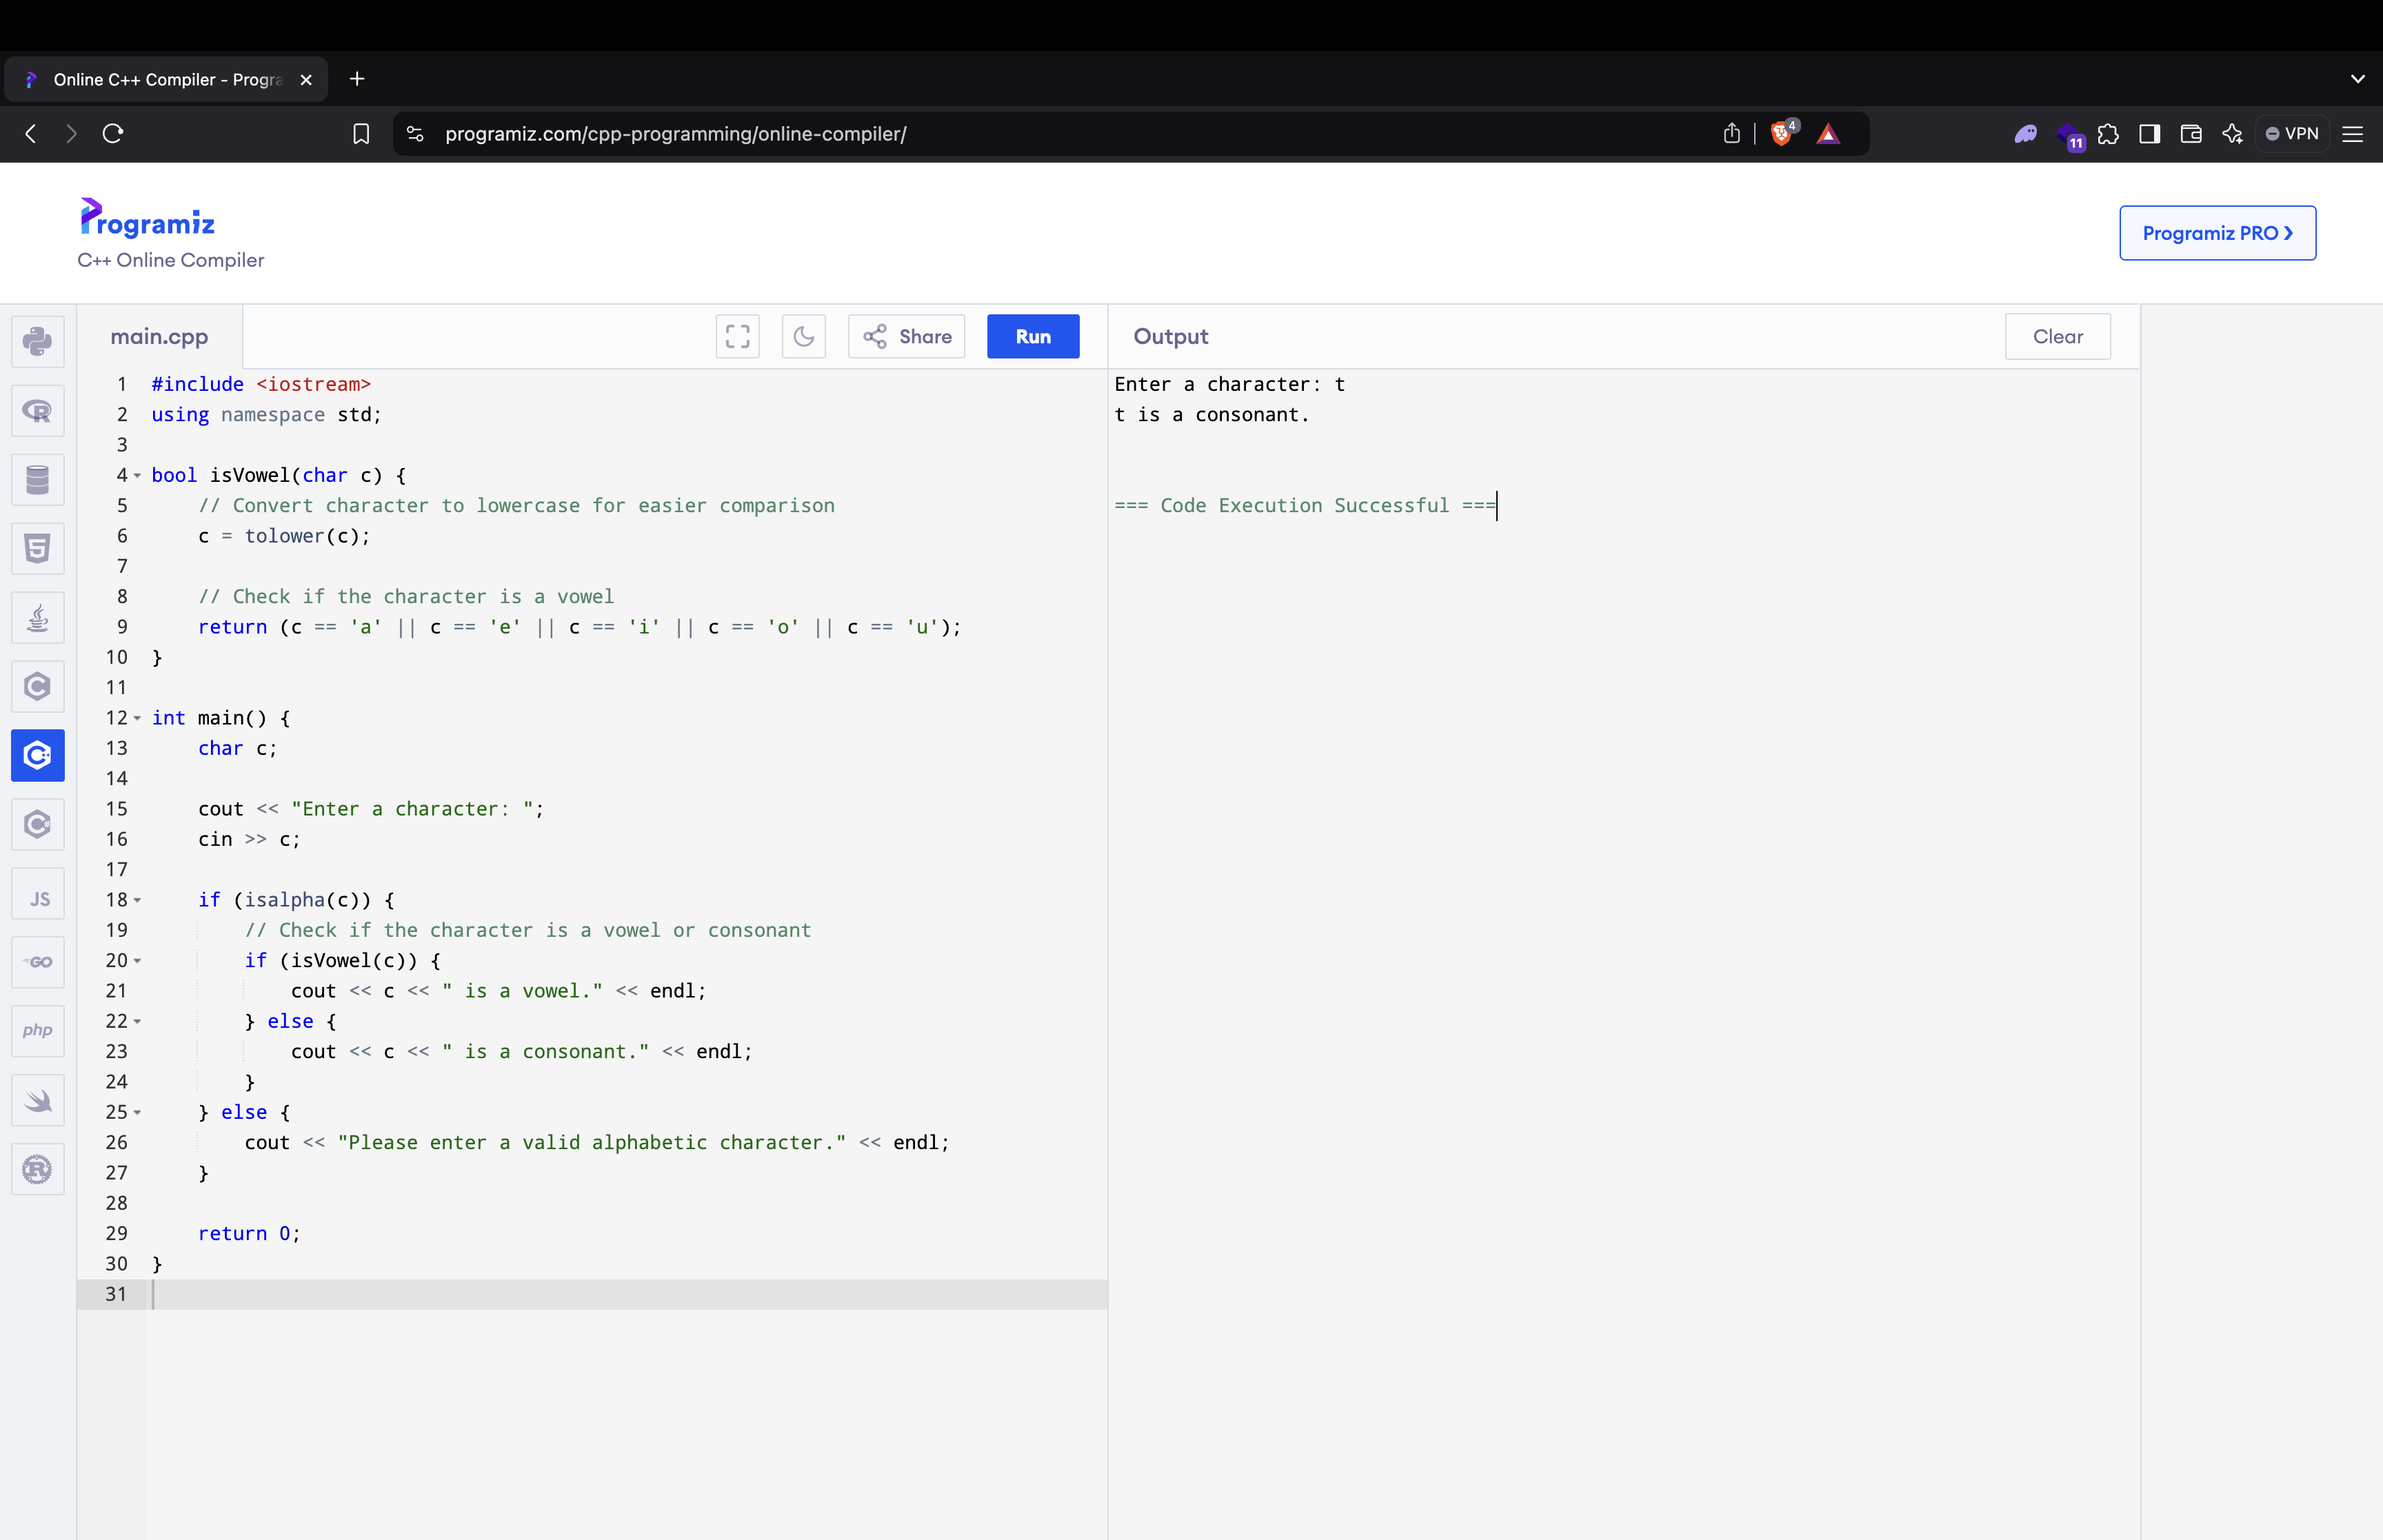 Online C++ Compiler - Progra
programiz.com/cpp-programming/online-compiler/
4
11
VPN
Programiz
C++ Online Compiler
Programiz PRO ❯
main.cpp
Share
Run
Output
Clear
1 #include <iostream>
2 using namespace std;
3
4 bool isVowel(char c) {
5     // Convert character to lowercase for easier comparison
6     c = tolower(c);
7
8     // Check if the character is a vowel
9     return (c == 'a' || c == 'e' || c == 'i' || c == 'o' || c == 'u');
10 }
11
12 int main() {
13     char c;
14
15     cout << "Enter a character: ";
16     cin >> c;
17
18     if (isalpha(c)) {
19         // Check if the character is a vowel or consonant
20         if (isVowel(c)) {
21             cout << c << " is a vowel." << endl;
22         } else {
23             cout << c << " is a consonant." << endl;
24         }
25     } else {
26         cout << "Please enter a valid alphabetic character." << endl;
27     }
28
29     return 0;
30 }
31
Enter a character: t
t is a consonant.
=== Code Execution Successful ===
R
5
C
C++
C#
JS
GO
php
R